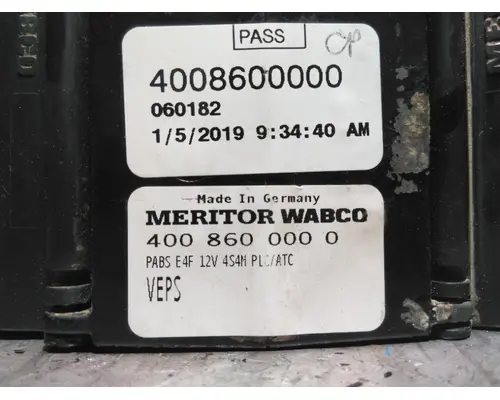 PASS
CP
4008600000
060182
1/5/2019 9:34:40 AM
Made In Germany
MERITOR WABCO
400 860 000 0
PABS E4F 12V 4S4M PLC/ATC
VEPS